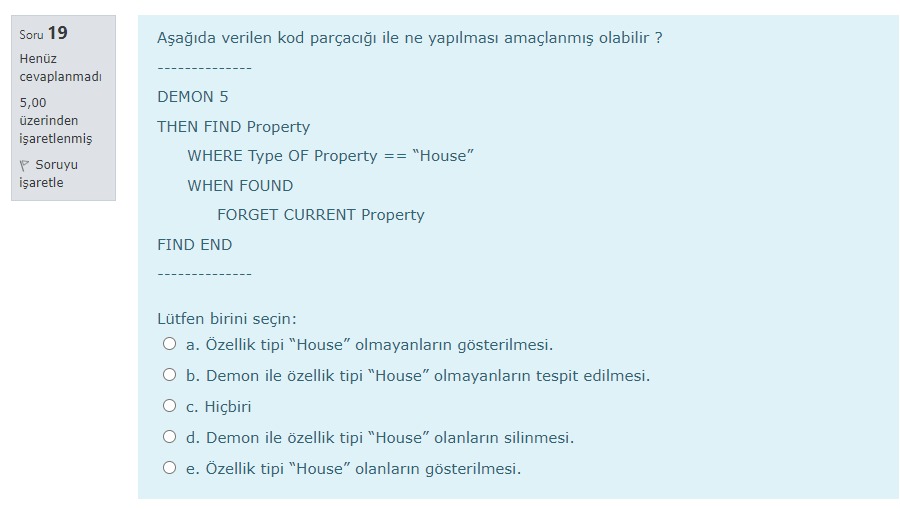 Soru 19
Henüz
cevaplanmadı
5,00
üzerinden
işaretlenmiş
Soruyu
işaretle
Aşağıda verilen kod parçacığı ile ne yapılması amaçlanmış olabilir ?
--------------
DEMON 5
THEN FIND Property
WHERE Type OF Property == “House”
WHEN FOUND
FORGET CURRENT Property
FIND END
--------------
Lütfen birini seçin:
a. Özellik tipi “House” olmayanların gösterilmesi.
b. Demon ile özellik tipi “House” olmayanların tespit edilmesi.
c. Hiçbiri
d. Demon ile özellik tipi “House” olanların silinmesi.
e. Özellik tipi “House” olanların gösterilmesi.